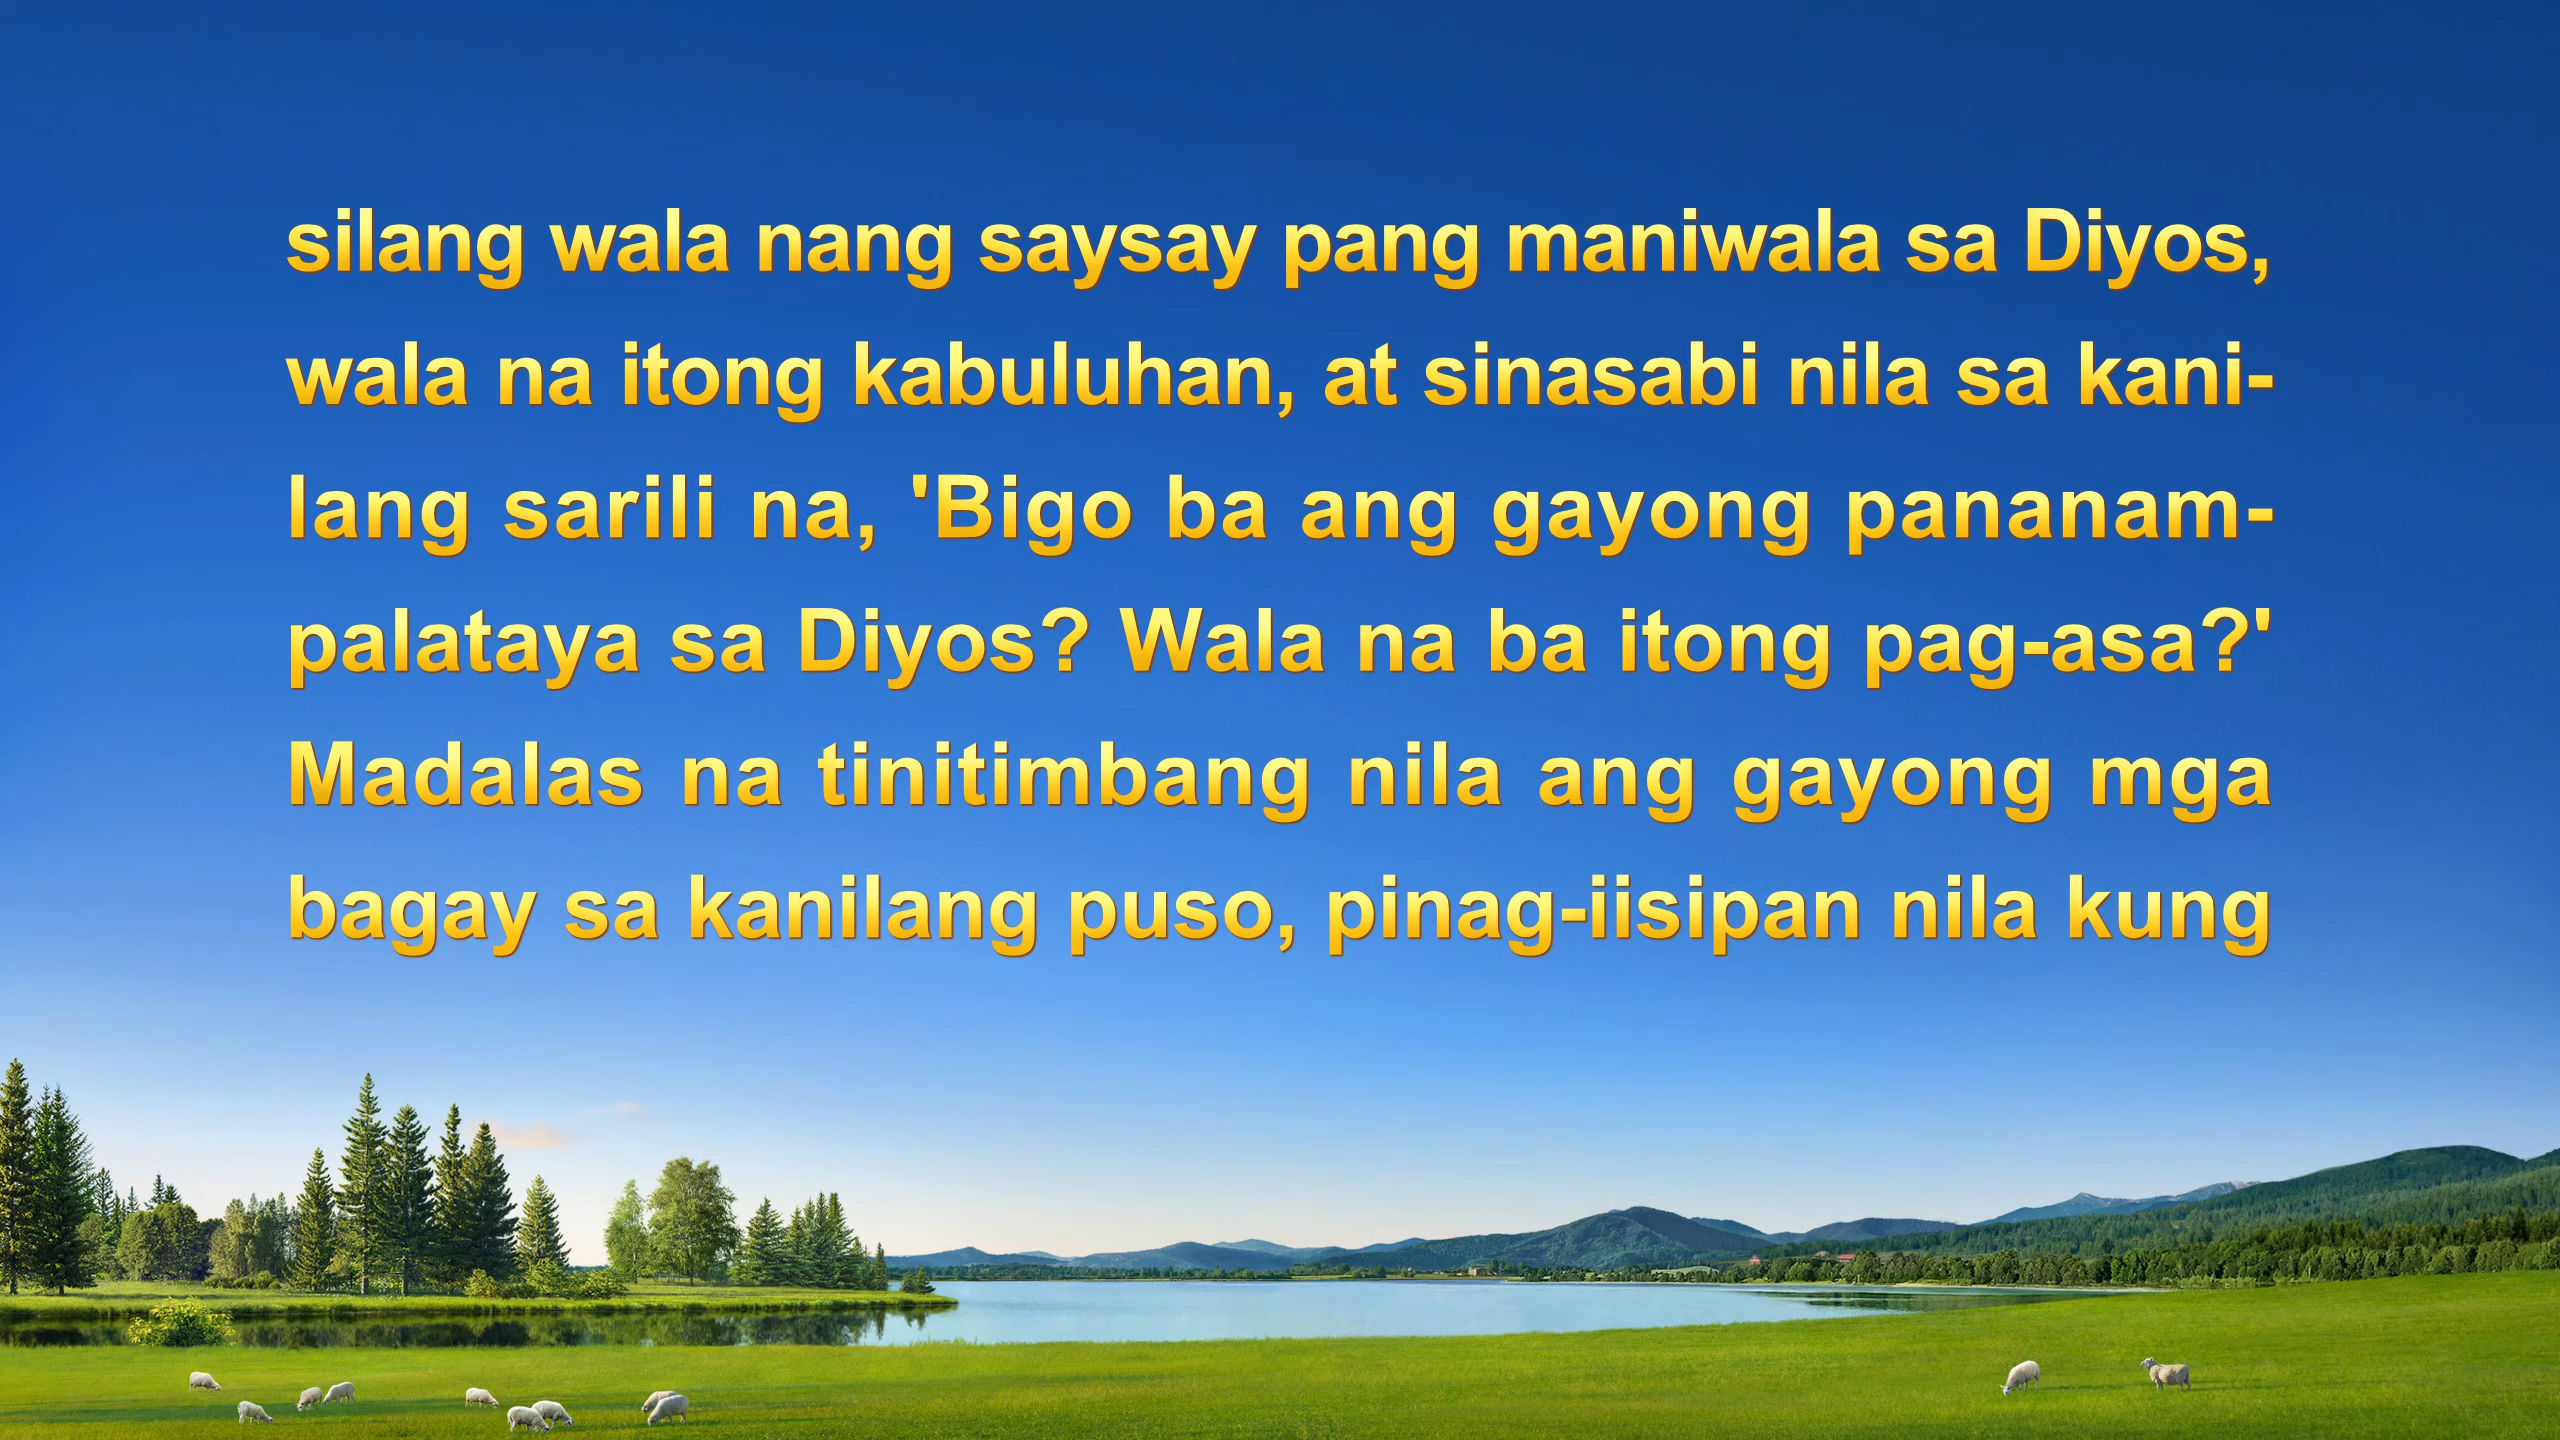 silang wala nang saysay pang maniwala sa Diyos,
wala na itong kabuluhan, at sinasabi nila sa kani-
lang sarili na, 'Bigo ba ang gayong pananam-
palataya sa Diyos? Wala na ba itong pag-asa?'
Madalas na tinitimbang nila ang gayong mga
bagay sa kanilang puso, pinag-iisipan nila kung